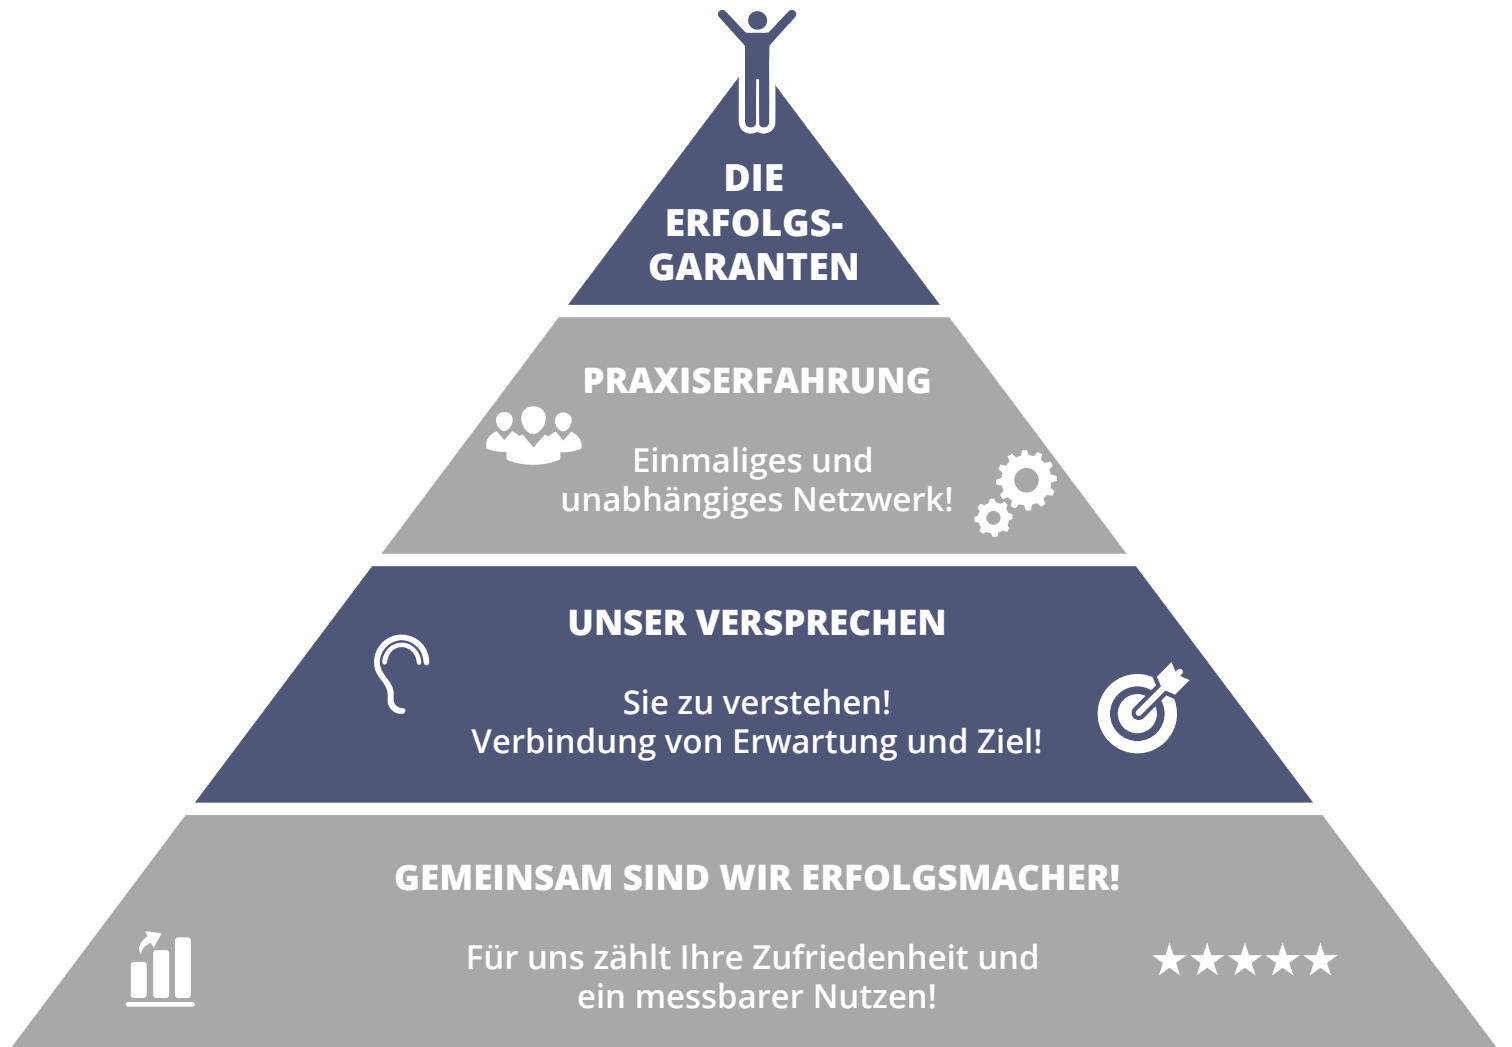 DIE
ERFOLGS-
GARANTEN
PRAXISERFAHRUNG
Einmaliges und
unabhängiges Netzwerk!
UNSER VERSPRECHEN
Sie zu verstehen!
Verbindung von Erwartung und Ziel!
GEMEINSAM SIND WIR ERFOLGSMACHER!
Für uns zählt Ihre Zufriedenheit und
ein messbarer Nutzen!